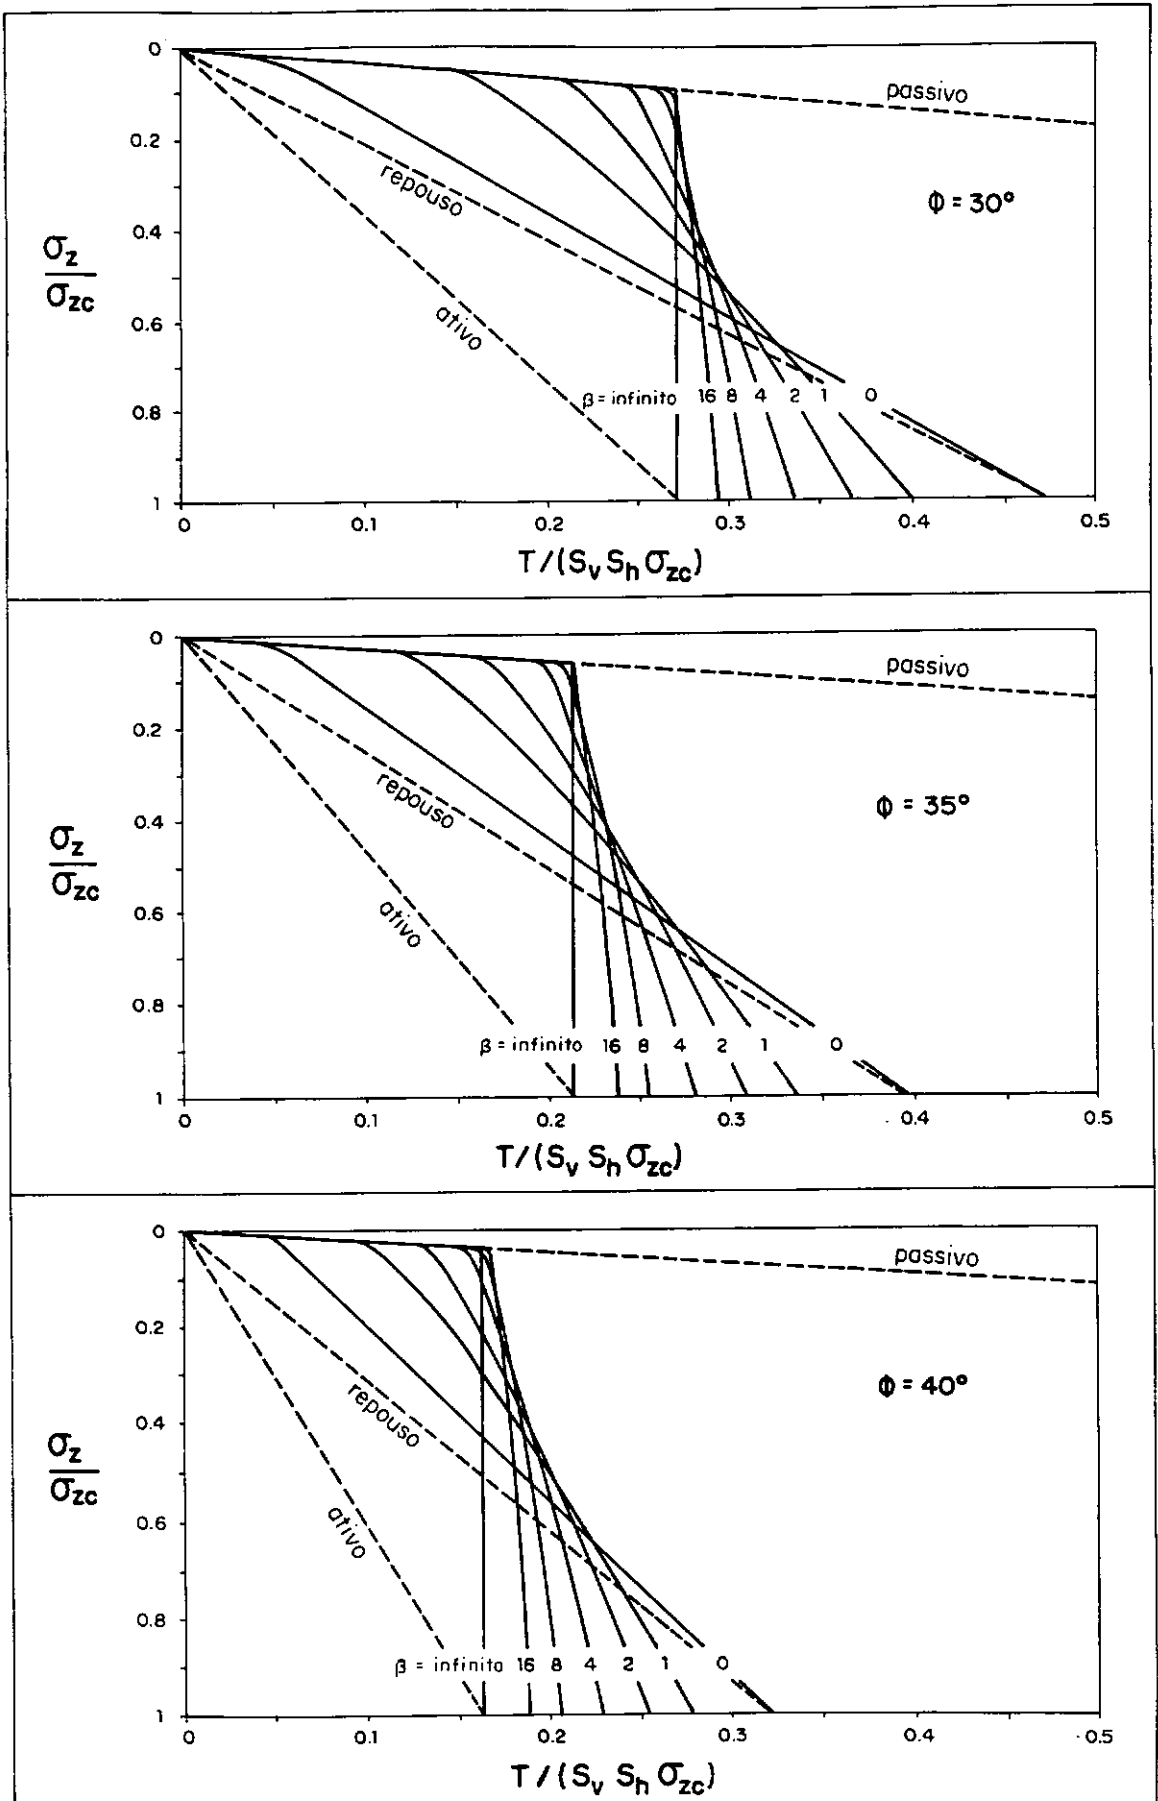 0
0.2
0.4
0.6
0.8
1
σz
σzc
passivo
repouso
ativo
Φ = 30°
β = infinito 16 8 4 2 1 0
0 0.1 0.2 0.3 0.4 0.5
T/(Sv Sh σzc)
0
0.2
0.4
0.6
0.8
1
σz
σzc
passivo
repouso
ativo
Φ = 35°
β = infinito 16 8 4 2 1 0
0 0.1 0.2 0.3 0.4 0.5
T/(Sv Sh σzc)
0
0.2
0.4
0.6
0.8
1
σz
σzc
passivo
repouso
ativo
Φ = 40°
β = infinito 16 8 4 2 1 0
0 0.1 0.2 0.3 0.4 0.5
T/(Sv Sh σzc)